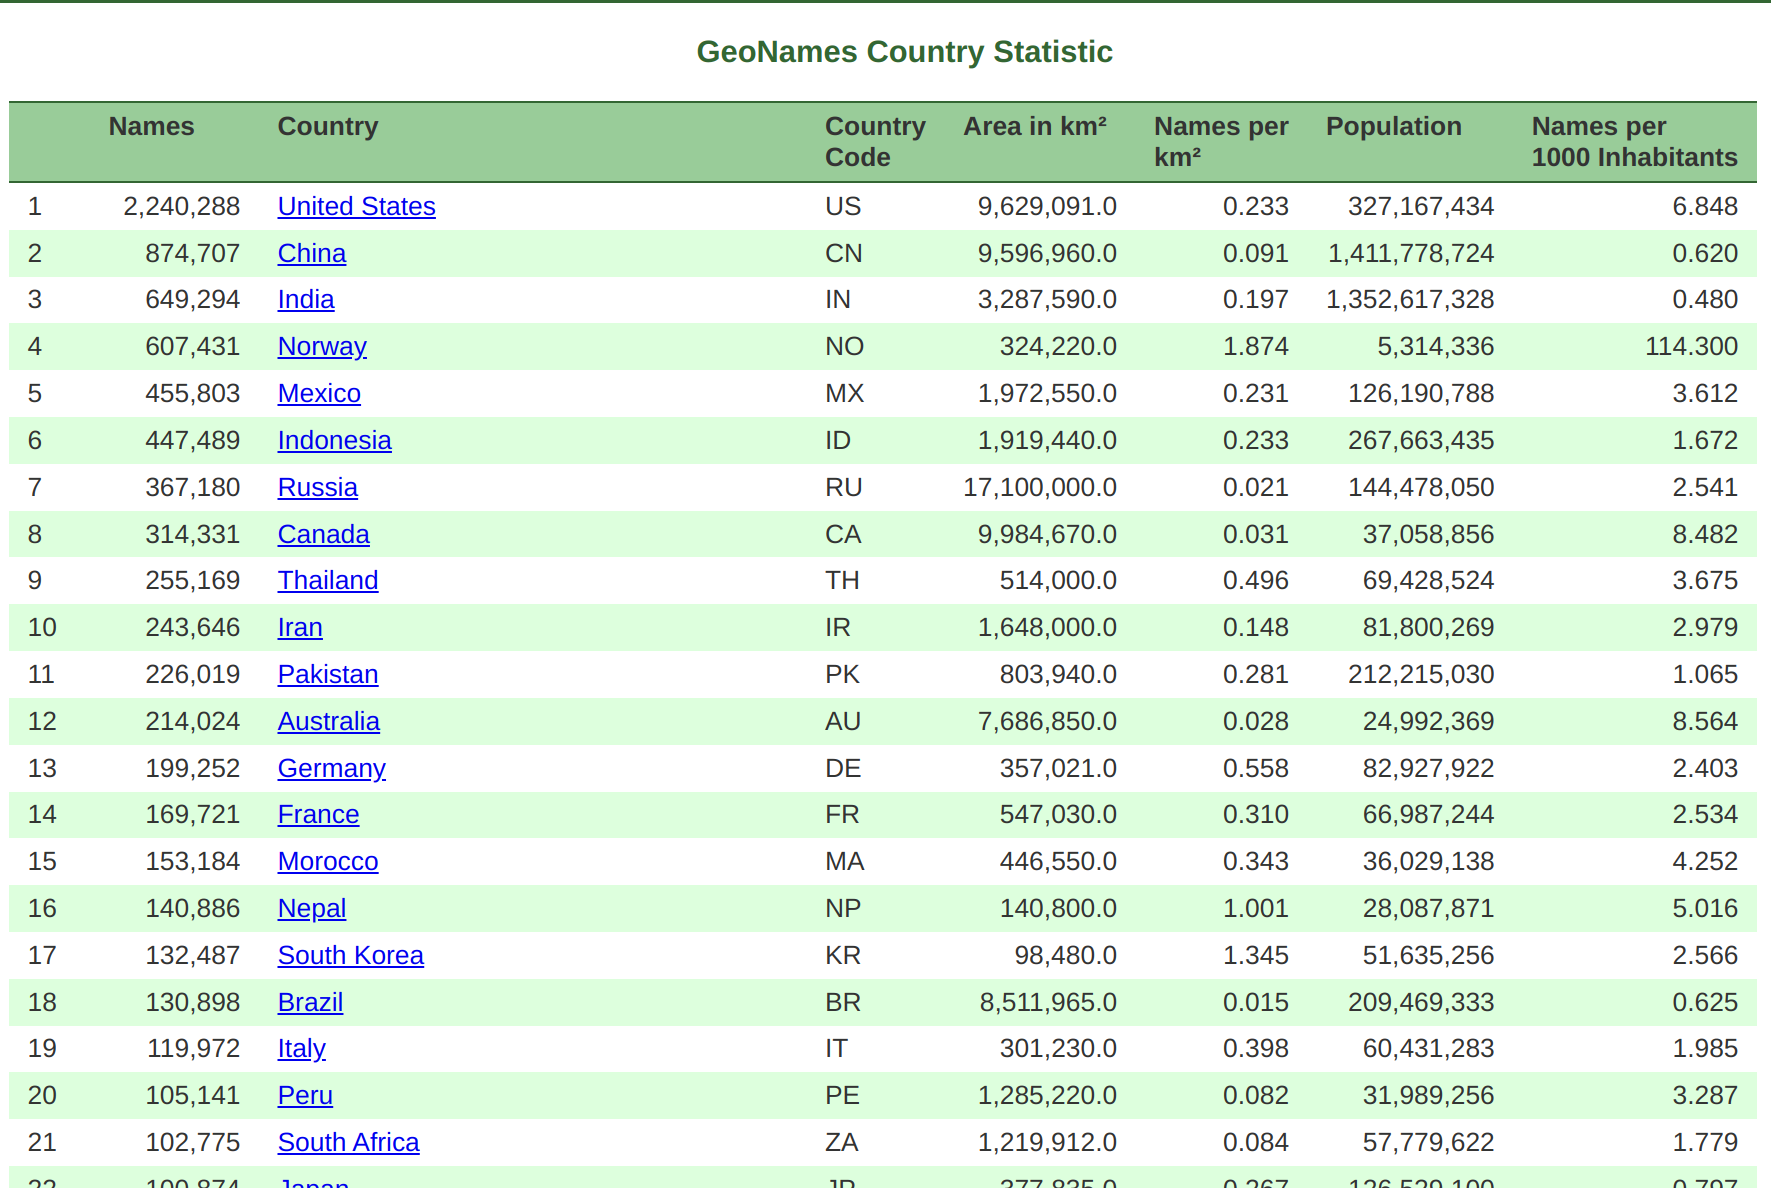 GeoNames Country Statistic
Names Country Country Code Area in km² Names per km² Population Names per 1000 Inhabitants
1 2,240,288 United States US 9,629,091.0 0.233 327,167,434 6.848
2 874,707 China CN 9,596,960.0 0.091 1,411,778,724 0.620
3 649,294 India IN 3,287,590.0 0.197 1,352,617,328 0.480
4 607,431 Norway NO 324,220.0 1.874 5,314,336 114.300
5 455,803 Mexico MX 1,972,550.0 0.231 126,190,788 3.612
6 447,489 Indonesia ID 1,919,440.0 0.233 267,663,435 1.672
7 367,180 Russia RU 17,100,000.0 0.021 144,478,050 2.541
8 314,331 Canada CA 9,984,670.0 0.031 37,058,856 8.482
9 255,169 Thailand TH 514,000.0 0.496 69,428,524 3.675
10 243,646 Iran IR 1,648,000.0 0.148 81,800,269 2.979
11 226,019 Pakistan PK 803,940.0 0.281 212,215,030 1.065
12 214,024 Australia AU 7,686,850.0 0.028 24,992,369 8.564
13 199,252 Germany DE 357,021.0 0.558 82,927,922 2.403
14 169,721 France FR 547,030.0 0.310 66,987,244 2.534
15 153,184 Morocco MA 446,550.0 0.343 36,029,138 4.252
16 140,886 Nepal NP 140,800.0 1.001 28,087,871 5.016
17 132,487 South Korea KR 98,480.0 1.345 51,635,256 2.566
18 130,898 Brazil BR 8,511,965.0 0.015 209,469,333 0.625
19 119,972 Italy IT 301,230.0 0.398 60,431,283 1.985
20 105,141 Peru PE 1,285,220.0 0.082 31,989,256 3.287
21 102,775 South Africa ZA 1,219,912.0 0.084 57,779,622 1.779
22 100,874 Japan JP 377,835.0 0.267 126,529,100 0.797